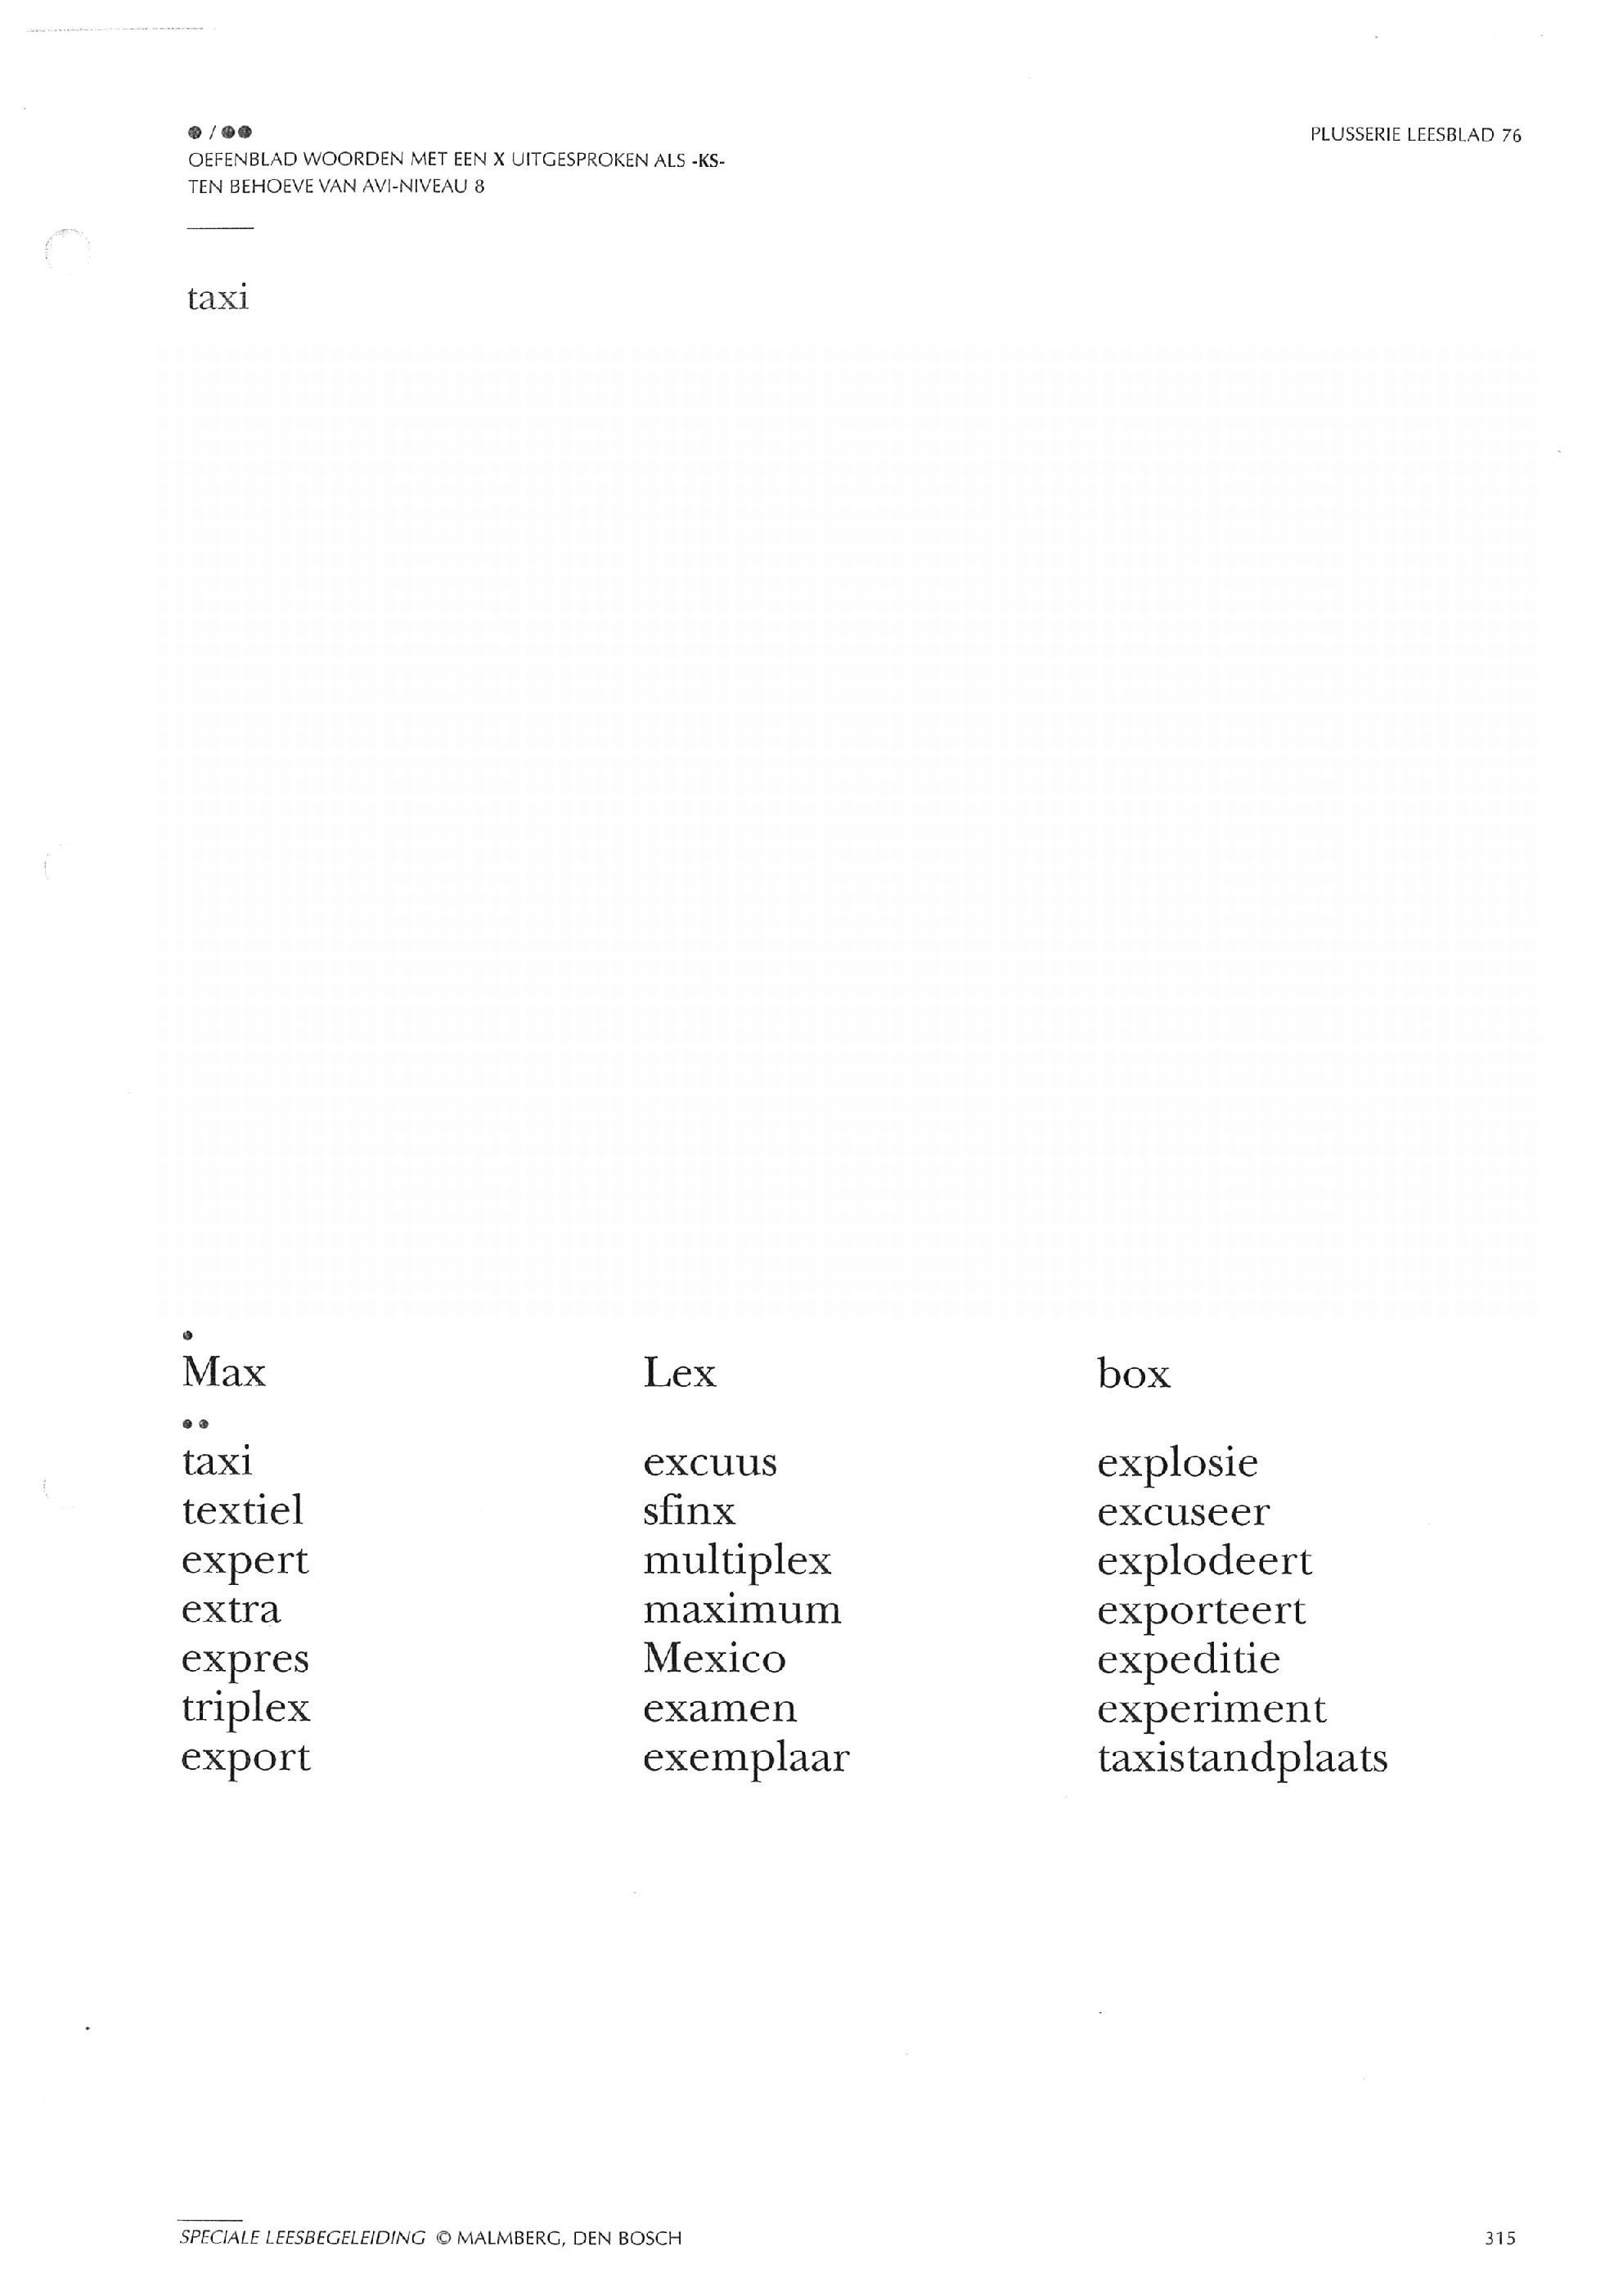 ● / ●●
PLUSSERIE LEESBLAD 76
OEFENBLAD WOORDEN MET EEN X UITGESPROKEN ALS -KS-
TEN BEHOEVE VAN AVI-NIVEAU 8
taxi
●
Max Lex box
●●
taxi excuus explosie
textiel sfinx excuseer
expert multiplex explodeert
extra maximum exporteert
expres Mexico expeditie
triplex examen experiment
export exemplaar taxistandplaats
SPECIALE LEESBEGELEIDING © MALMBERG, DEN BOSCH 315